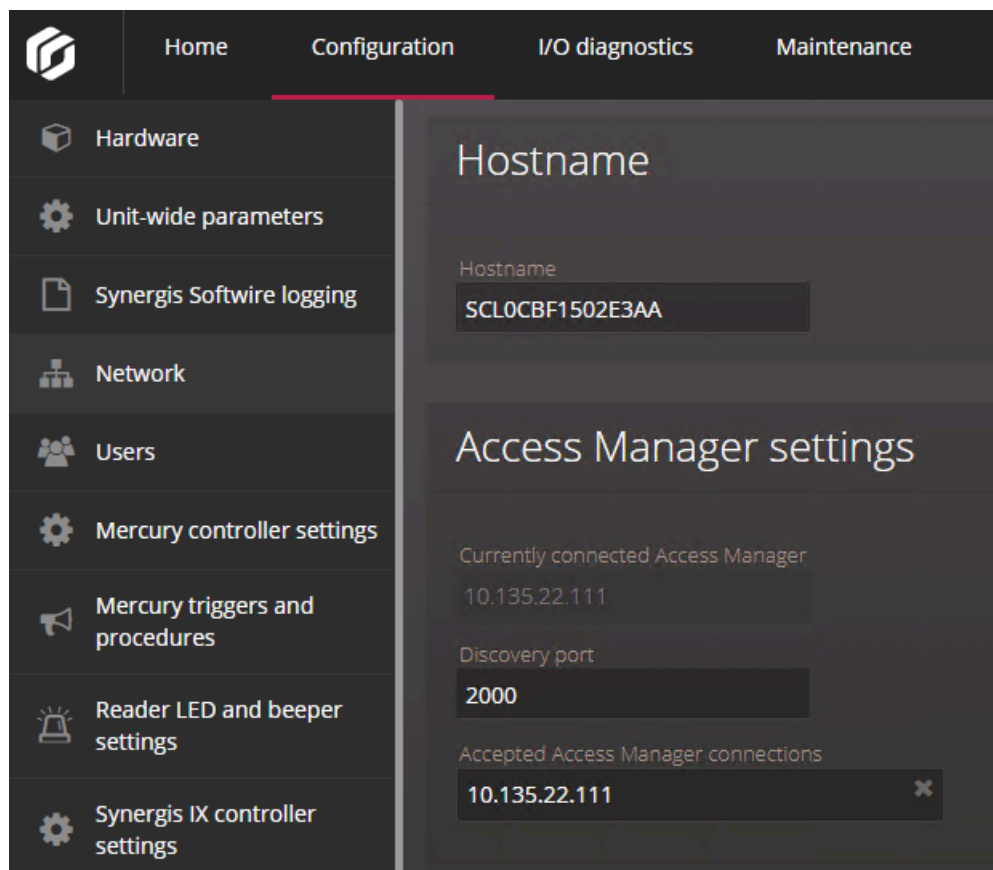 Home Configuration I/O diagnostics Maintenance
Hardware
Unit-wide parameters
Synergis Softwire logging
Network
Users
Mercury controller settings
Mercury triggers and
procedures
Reader LED and beeper
settings
Synergis IX controller
settings
Hostname
Hostname
SCL0CBF1502E3AA
Access Manager settings
Currently connected Access Manager
10.135.22.111
Discovery port
2000
Accepted Access Manager connections
10.135.22.111